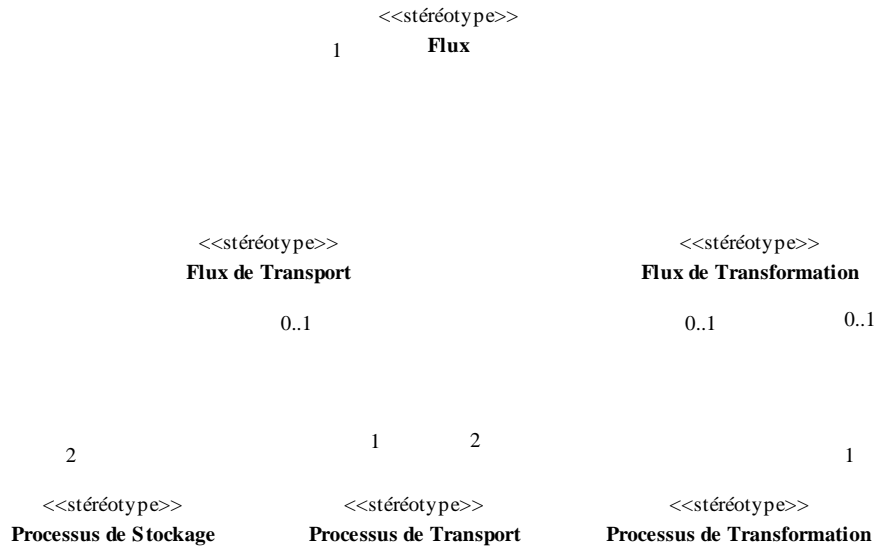 <<stéréotype>>
1 Flux
<<stéréotype>> <<stéréotype>>
Flux de Transport Flux de Transformation
0..1 0..1 0..1
2 1 2 1
<<stéréotype>> <<stéréotype>> <<stéréotype>>
Processus de Stockage Processus de Transport Processus de Transformation